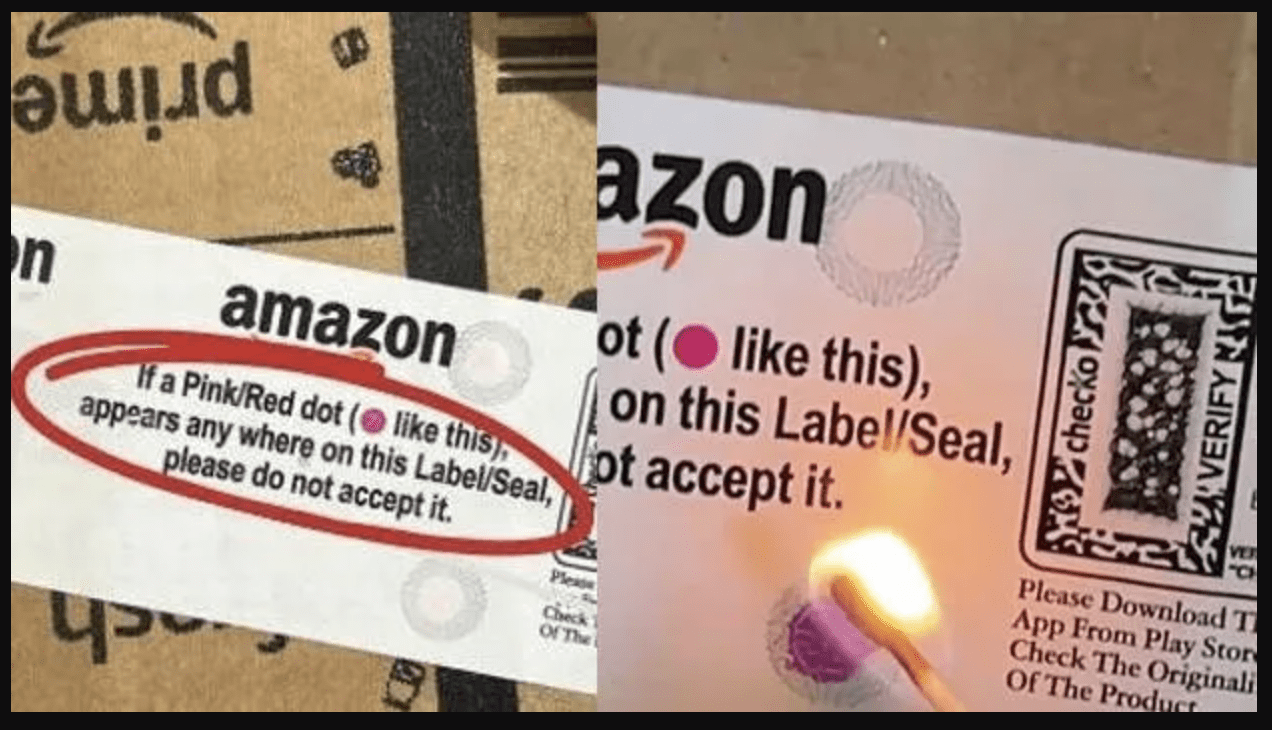 prime
on
amazon
If a Pink/Red dot ( like this),
appears any where on this Label/Seal,
please do not accept it.
Please
Check
Of The
azon
ot ( like this),
on this Label/Seal,
ot accept it.
checko
VERIFY
Please Download T
App From Play Stor
Check The Originali
Of The Product